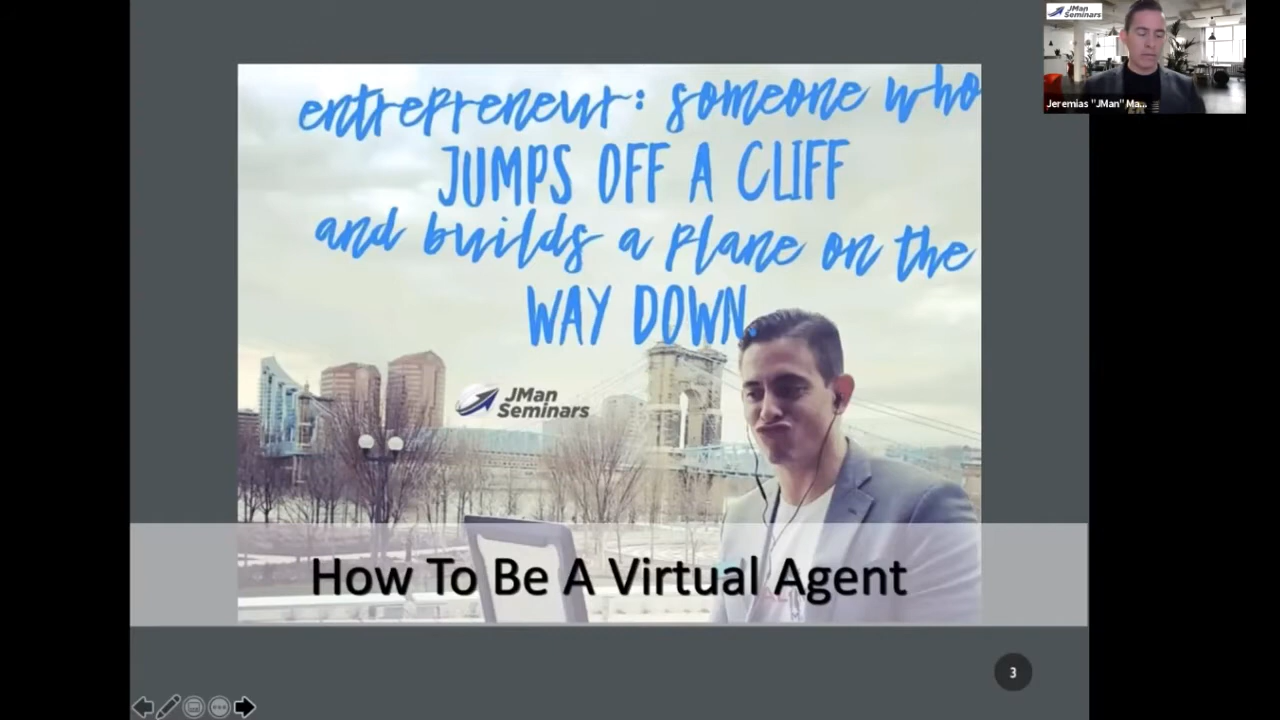 JMan
Seminars
Jeremias "JMan" Ma...
entrepreneur: someone who
JUMPS OFF A CLIFF
and builds a plane on the
WAY DOWN.
JMan
Seminars
How To Be A Virtual Agent
3